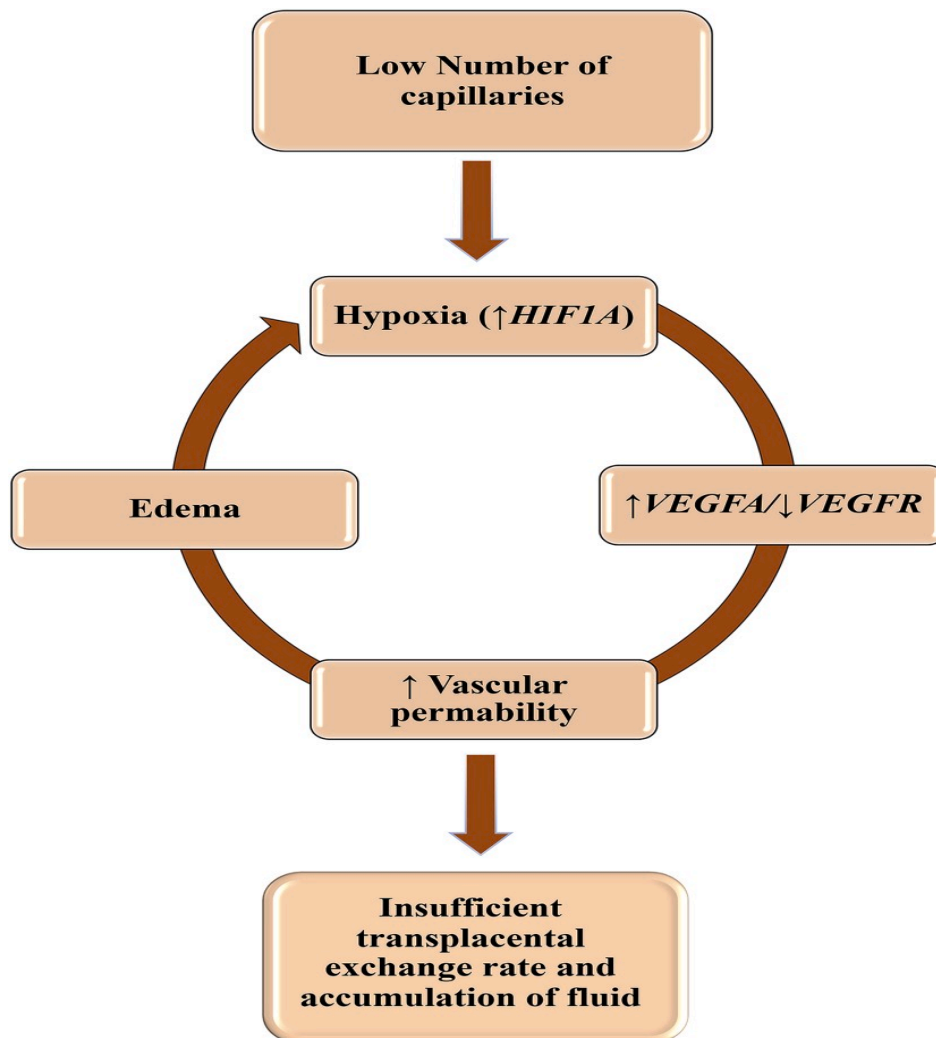 Low Number of
capillaries
Hypoxia (↑HIF1A)
Edema
↑VEGFA/↓VEGFR
↑ Vascular
permability
Insufficient
transplacental
exchange rate and
accumulation of fluid